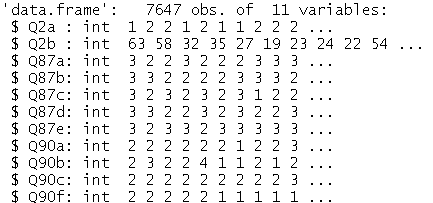 'data.frame':   7647 obs. of  11 variables:
 $ Q2a : int  1 2 2 1 2 1 1 2 2 2 ...
 $ Q2b : int  63 58 32 35 27 19 23 24 22 54 ...
 $ Q87a: int  3 2 2 3 2 2 2 3 3 3 ...
 $ Q87b: int  3 3 2 2 3 2 3 3 3 3 ...
 $ Q87c: int  3 2 3 2 3 2 3 1 2 2 ...
 $ Q87d: int  3 3 2 2 3 2 3 2 2 3 ...
 $ Q87e: int  3 2 3 3 2 3 3 3 3 3 ...
 $ Q90a: int  2 2 2 2 2 2 1 2 2 3 ...
 $ Q90b: int  2 3 2 2 4 1 1 2 1 2 ...
 $ Q90c: int  2 2 2 2 2 2 2 2 2 3 ...
 $ Q90f: int  2 2 2 2 2 1 1 1 1 1 ...